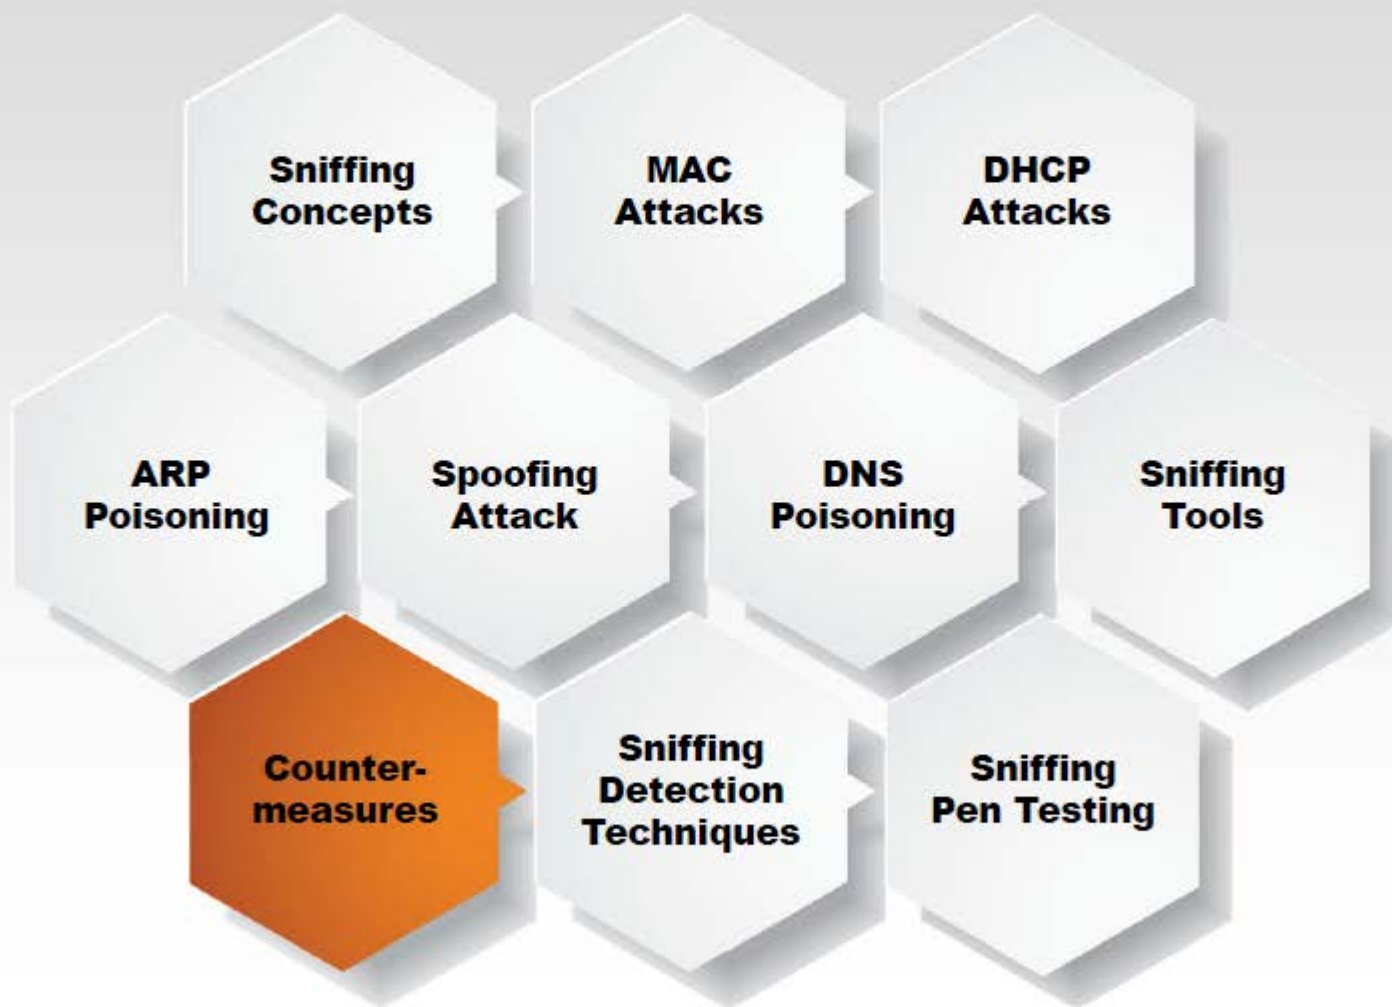 Sniffing
Concepts
MAC
Attacks
DHCP
Attacks
ARP
Poisoning
Spoofing
Attack
DNS
Poisoning
Sniffing
Tools
Counter-
measures
Sniffing
Detection
Techniques
Sniffing
Pen Testing